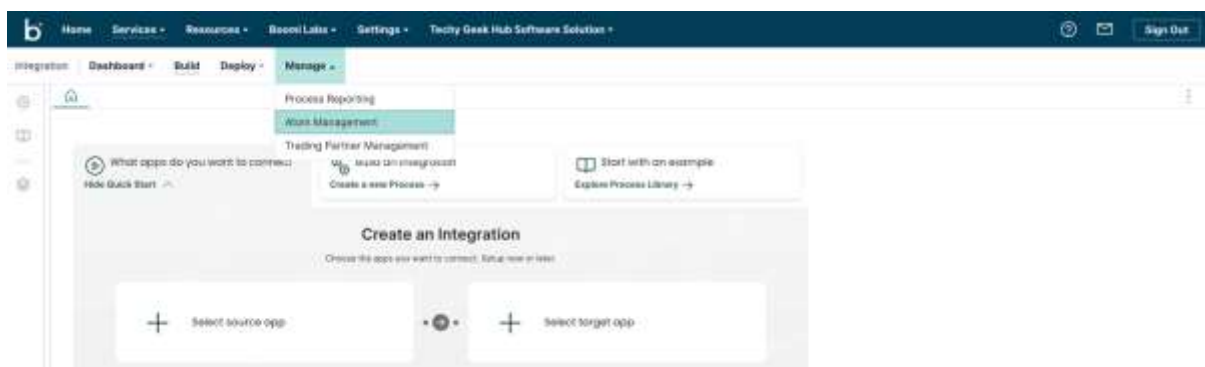 b Home Services Resources Boomi Labs Settings Techy Geek Hub Software Solution Sign Out
Integration Dashboard Build Deploy Manage
Process Reporting
Atom Management
Trading Partner Management
What apps do you want to connect Build an Integration Start with an example
Hide Quick Start Create a new Process → Explore Process Library →
Create an Integration
Choose the apps you want to connect. Setup now or later.
Select source app Select target app